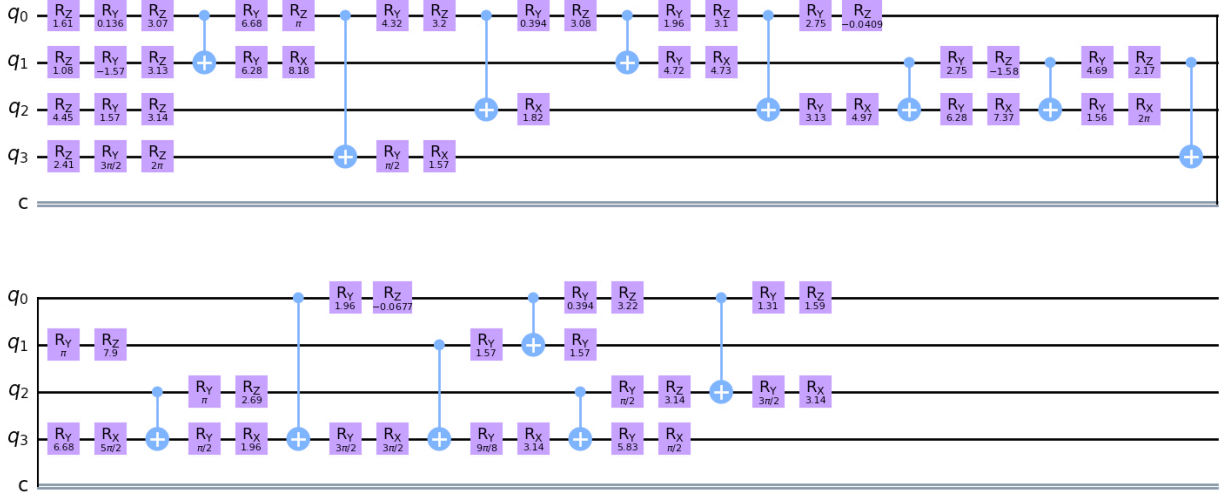 q0 RZ 1.61 RY 0.136 RZ 3.07 RY 6.68 RZ π RY 4.32 RZ 3.2 RY 0.394 RZ 3.08 RY 1.96 RZ 3.1 RY 2.75 RZ −0.0409
q1 RZ 1.08 RY −1.57 RZ 3.13 RY 6.28 RX 8.18 RY 4.72 RX 4.73 RY 2.75 RZ −1.58 RY 4.69 RZ 2.17
q2 RZ 4.45 RY 1.57 RZ 3.14 RX 1.82 RY 3.13 RX 4.97 RY 6.28 RX 7.37 RY 1.56 RX 2π
q3 RZ 2.41 RY 3π/2 RZ 2π RY π/2 RX 1.57
c
q0 RY 1.96 RZ −0.0677 RY 0.394 RZ 3.22 RY 1.31 RZ 1.59
q1 RY π RZ 7.9 RY 1.57 RY 1.57
q2 RY π RZ 2.69 RY π/2 RZ 3.14 RY 3π/2 RX 3.14
q3 RY 6.68 RX 5π/2 RY π/2 RX 1.96 RY 3π/2 RX 3π/2 RY 9π/8 RX 3.14 RY 5.83 RX π/2
c